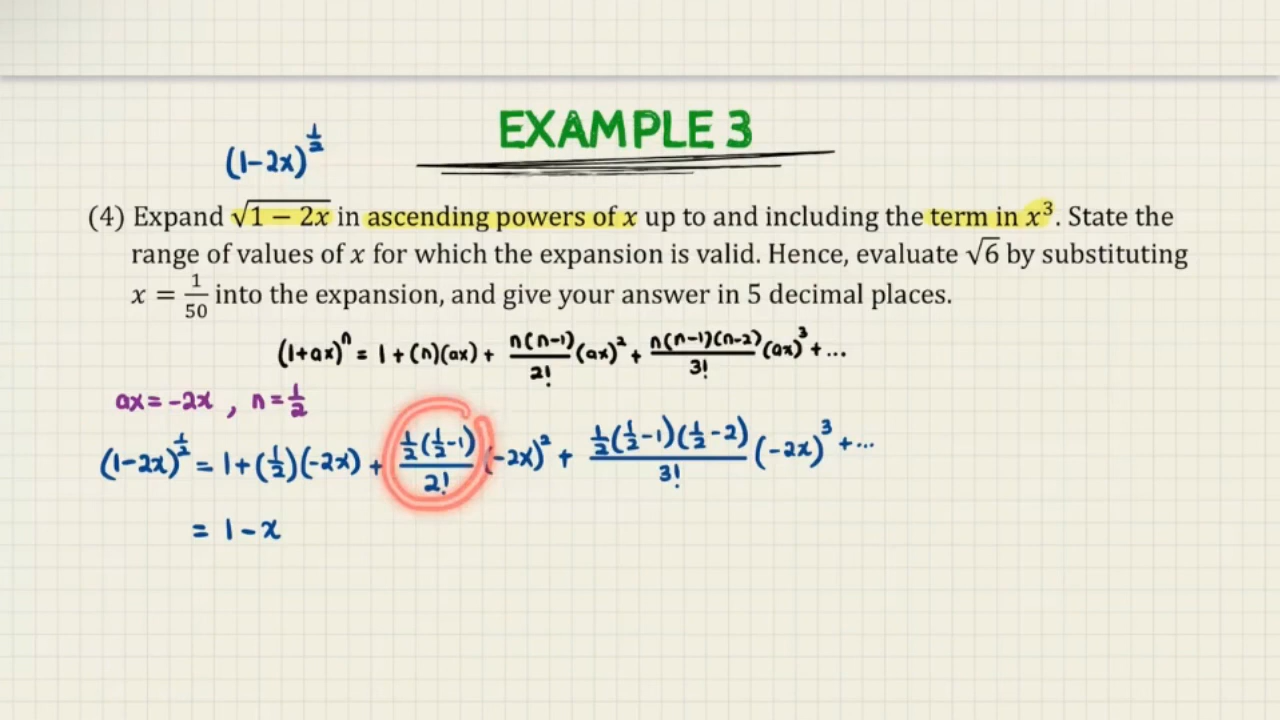 EXAMPLE 3
(1-2x)^½
(4) Expand √(1 − 2x) in ascending powers of x up to and including the term in x³. State the
range of values of x for which the expansion is valid. Hence, evaluate √6 by substituting
x = 1/50 into the expansion, and give your answer in 5 decimal places.
(1+ax)^n = 1 + (n)(ax) + n(n-1)/2! (ax)² + n(n-1)(n-2)/3! (ax)³ + ...
ax = -2x , n = ½
(1-2x)^½ = 1 + (½)(-2x) + ½(½-1)/2! (-2x)² + ½(½-1)(½-2)/3! (-2x)³ + ...
= 1 - x